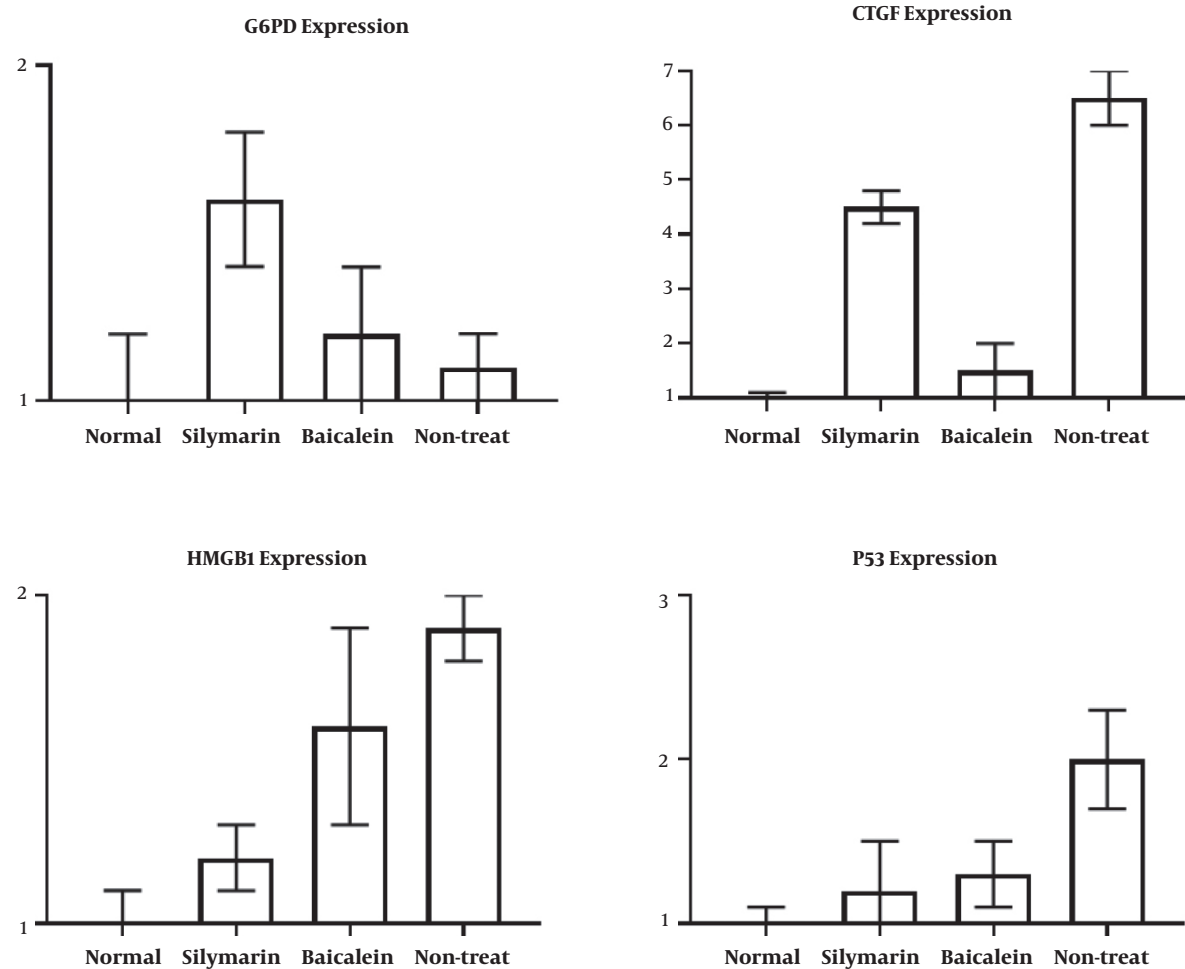 G6PD Expression
2
1
Normal Silymarin Baicalein Non-treat
CTGF Expression
7
6
5
4
3
2
1
Normal Silymarin Baicalein Non-treat
HMGB1 Expression
2
1
Normal Silymarin Baicalein Non-treat
P53 Expression
3
2
1
Normal Silymarin Baicalein Non-treat